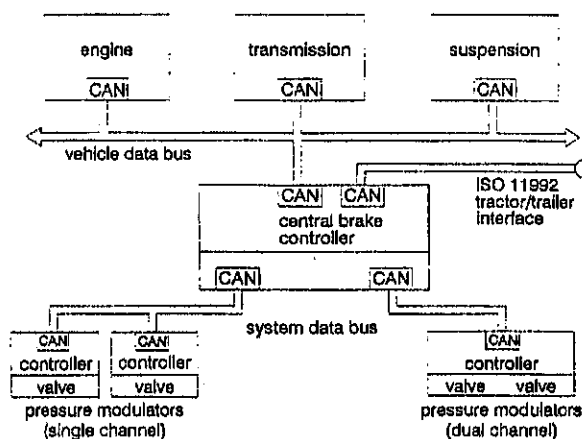 engine
CAN
transmission
CAN
suspension
CAN
vehicle data bus
ISO 11992
tractor/trailer
interface
CAN CAN
central brake
controller
CAN CAN
system data bus
CAN
controller
valve
CAN
controller
valve
pressure modulators
(single channel)
CAN
controller
valve valve
pressure modulators
(dual channel)